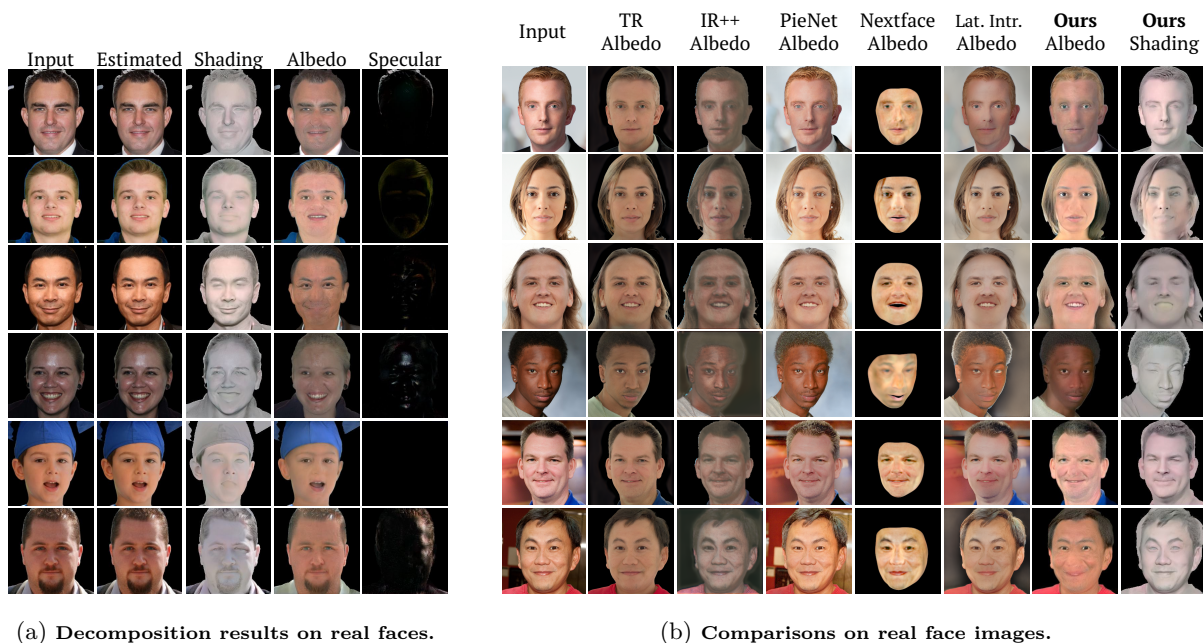 Input Estimated Shading Albedo Specular
Input
TR Albedo
IR++ Albedo
PieNet Albedo
Nextface Albedo
Lat. Intr. Albedo
Ours Albedo
Ours Shading
(a) Decomposition results on real faces.
(b) Comparisons on real face images.